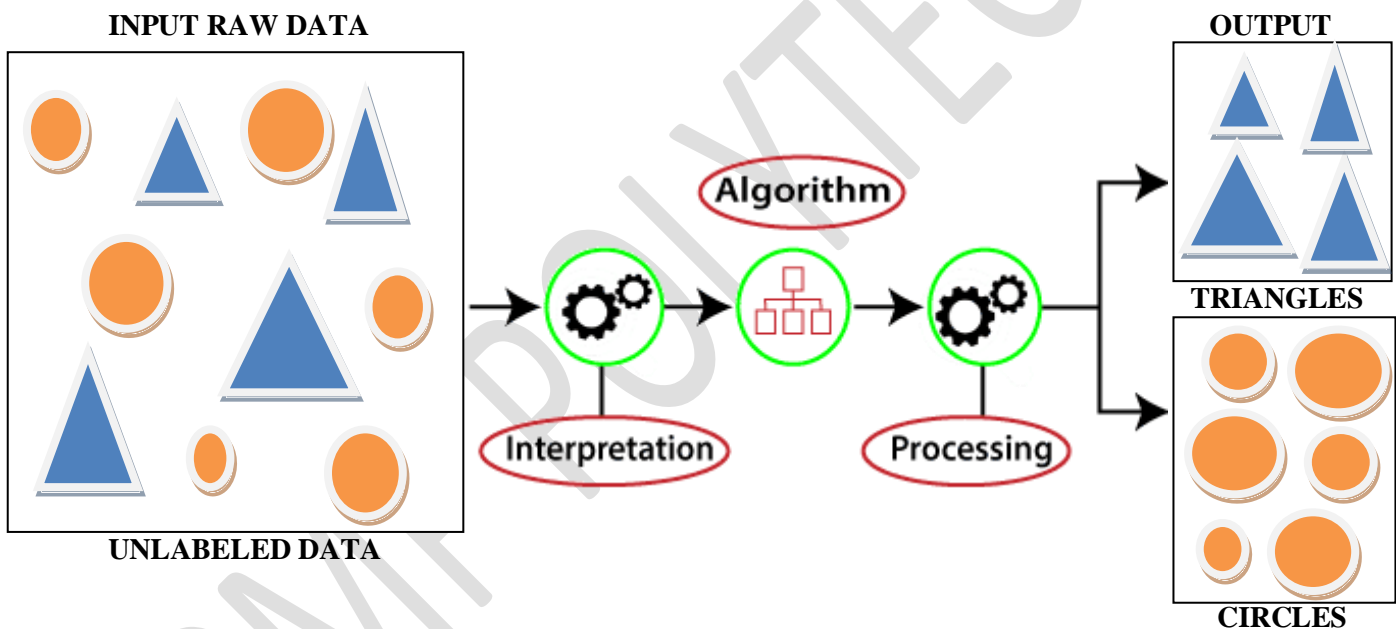 INPUT RAW DATA
OUTPUT
Algorithm
TRIANGLES
Interpretation
Processing
UNLABELED DATA
CIRCLES